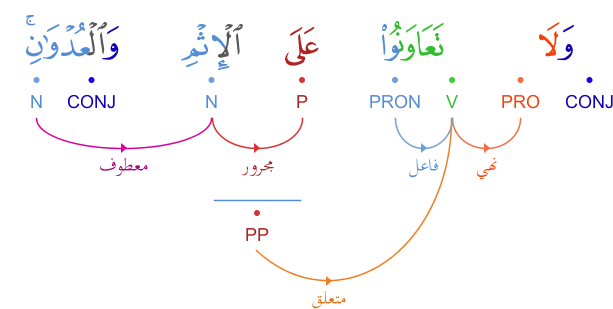 وَلَا تَعَاوَنُوا۟ عَلَى ٱلْإِثْمِ وَٱلْعُدْوَٰنِ ۚ
CONJ PRO V PRON P N CONJ N
نهي فاعل مجرور معطوف
PP
متعلق